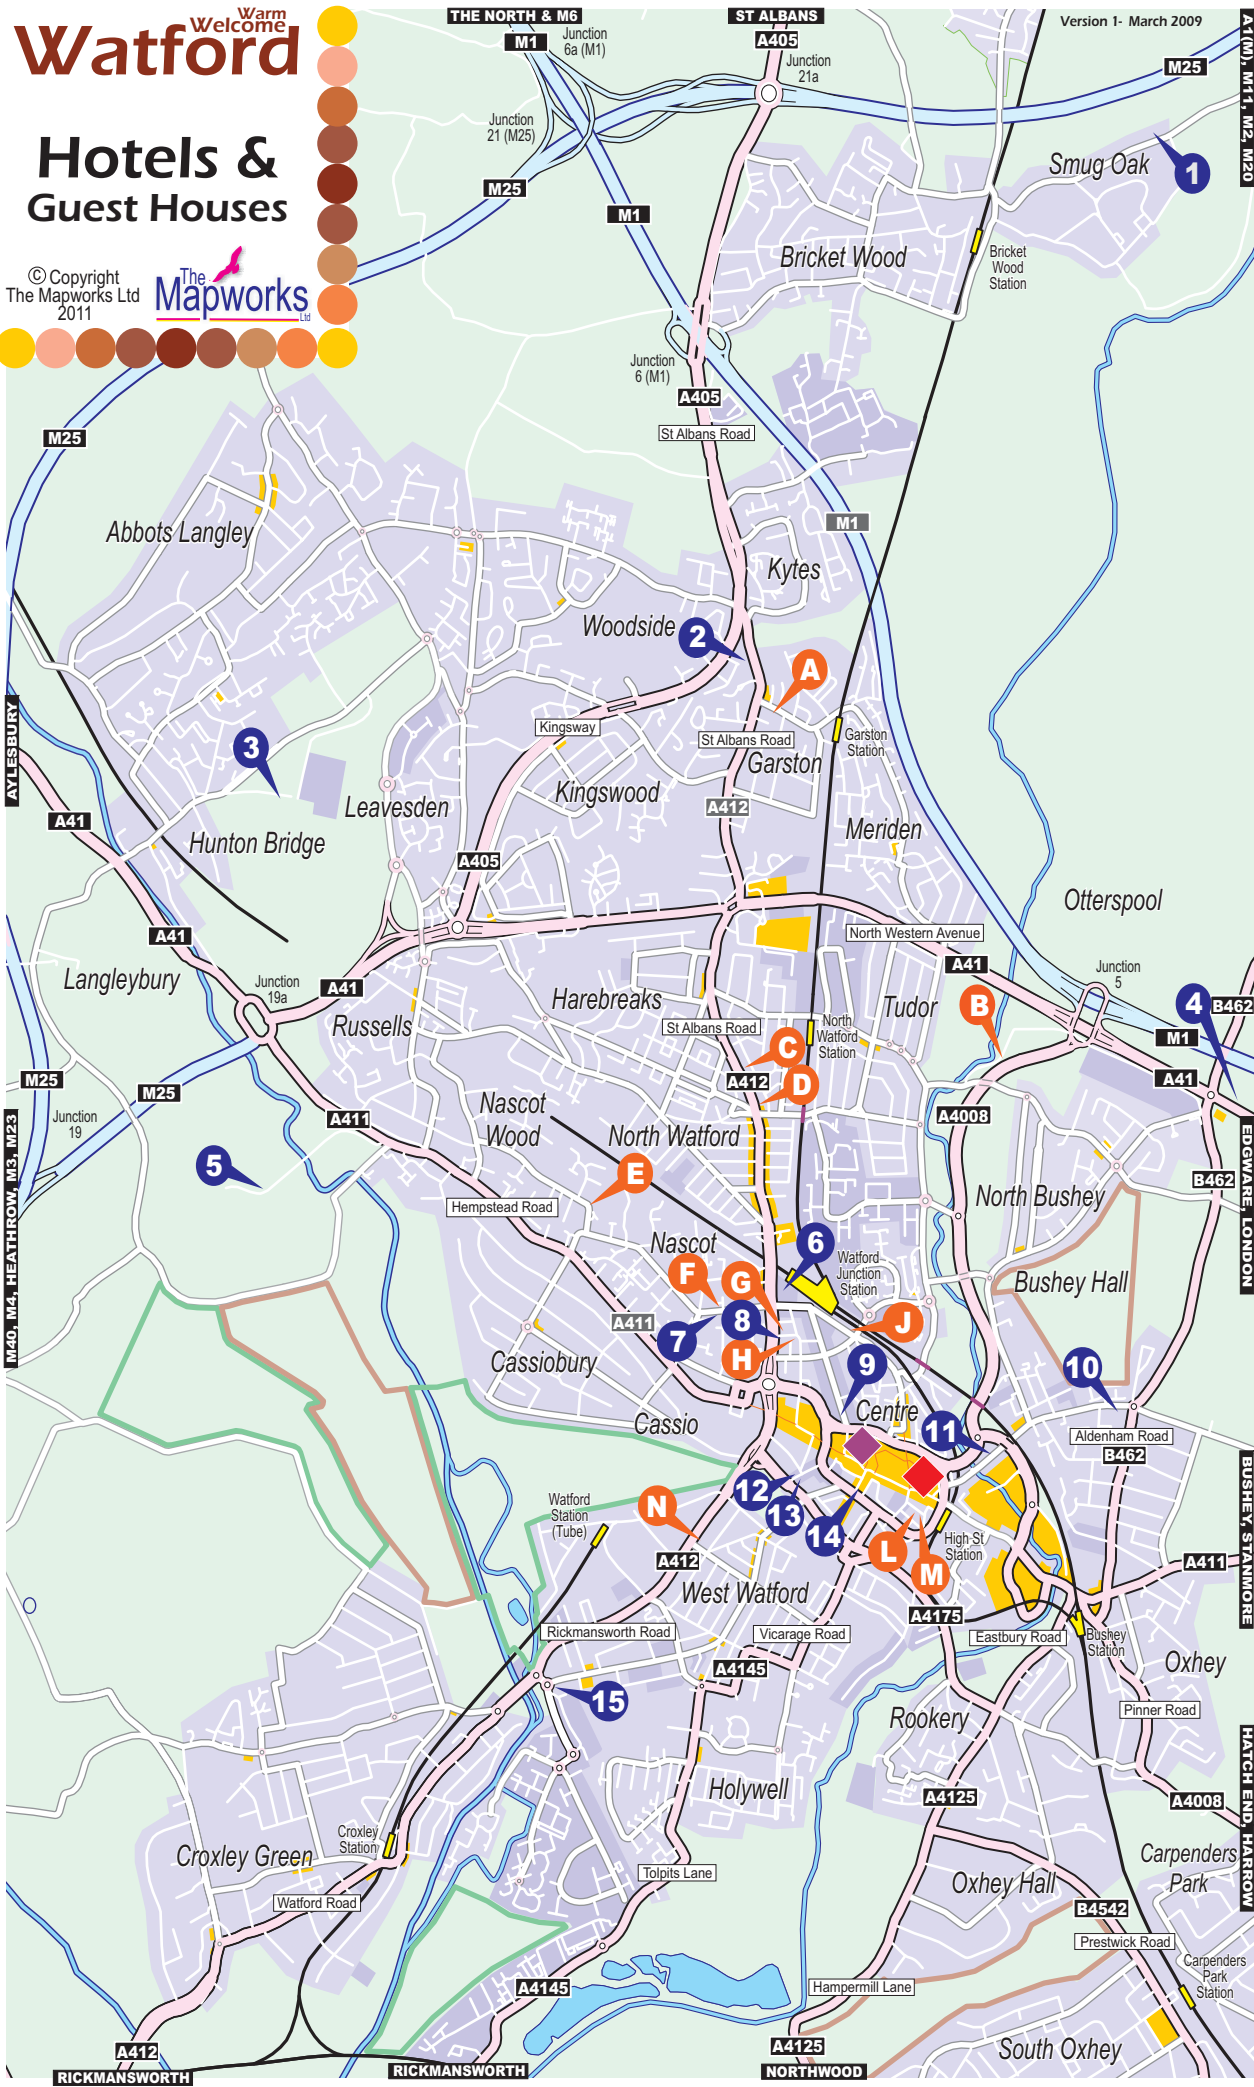 Warm
Welcome
Watford
Hotels &
Guest Houses
© Copyright
The Mapworks Ltd
2011
The
Mapworks
Ltd
THE NORTH & M6
ST ALBANS
Version 1- March 2009
A1(M), M11, M2, M20
M1
Junction
6a (M1)
A405
Junction
21a
M25
Junction
21 (M25)
M25
M1
Smug Oak
1
Bricket Wood
Bricket
Wood
Station
Junction
6 (M1)
A405
St Albans Road
M25
Abbots Langley
M1
Kytes
Woodside
2
A
AYLESBURY
3
Kingsway
St Albans Road
Garston
Station
Garston
Kingswood
Leavesden
A412
A41
Hunton Bridge
Meriden
A405
Otterspool
A41
North Western Avenue
A41
Junction
5
Langleybury
Junction
19a
A41
Harebreaks
Tudor
B
4
B462
Russells
St Albans Road
North
Watford
Station
C
M1
M25
M25
A412
D
A41
Junction
19
A411
Nascot
Wood
North Watford
A4008
M40, M4, HEATHROW, M3, M23
EDGWARE, LONDON
5
E
B462
Hempstead Road
North Bushey
Nascot
6
Watford
Junction
Station
F
G
Bushey Hall
A411
7
8
J
Cassiobury
H
9
10
Cassio
Centre
11
Aldenham Road
B462
BUSHEY, STANMORE
Watford
Station
(Tube)
N
12
13
14
High St
Station
L
M
A412
A411
West Watford
A4175
Rickmansworth Road
Vicarage Road
Eastbury Road
Bushey
Station
A4145
Oxhey
15
Rookery
Pinner Road
HATCH END, HARROW
Holywell
A4125
A4008
Croxley
Station
Croxley Green
Carpenders
Park
Tolpits Lane
Oxhey Hall
Watford Road
B4542
Prestwick Road
Carpenders
Park
Station
A4145
Hampermill Lane
A412
A4125
South Oxhey
RICKMANSWORTH
RICKMANSWORTH
NORTHWOOD